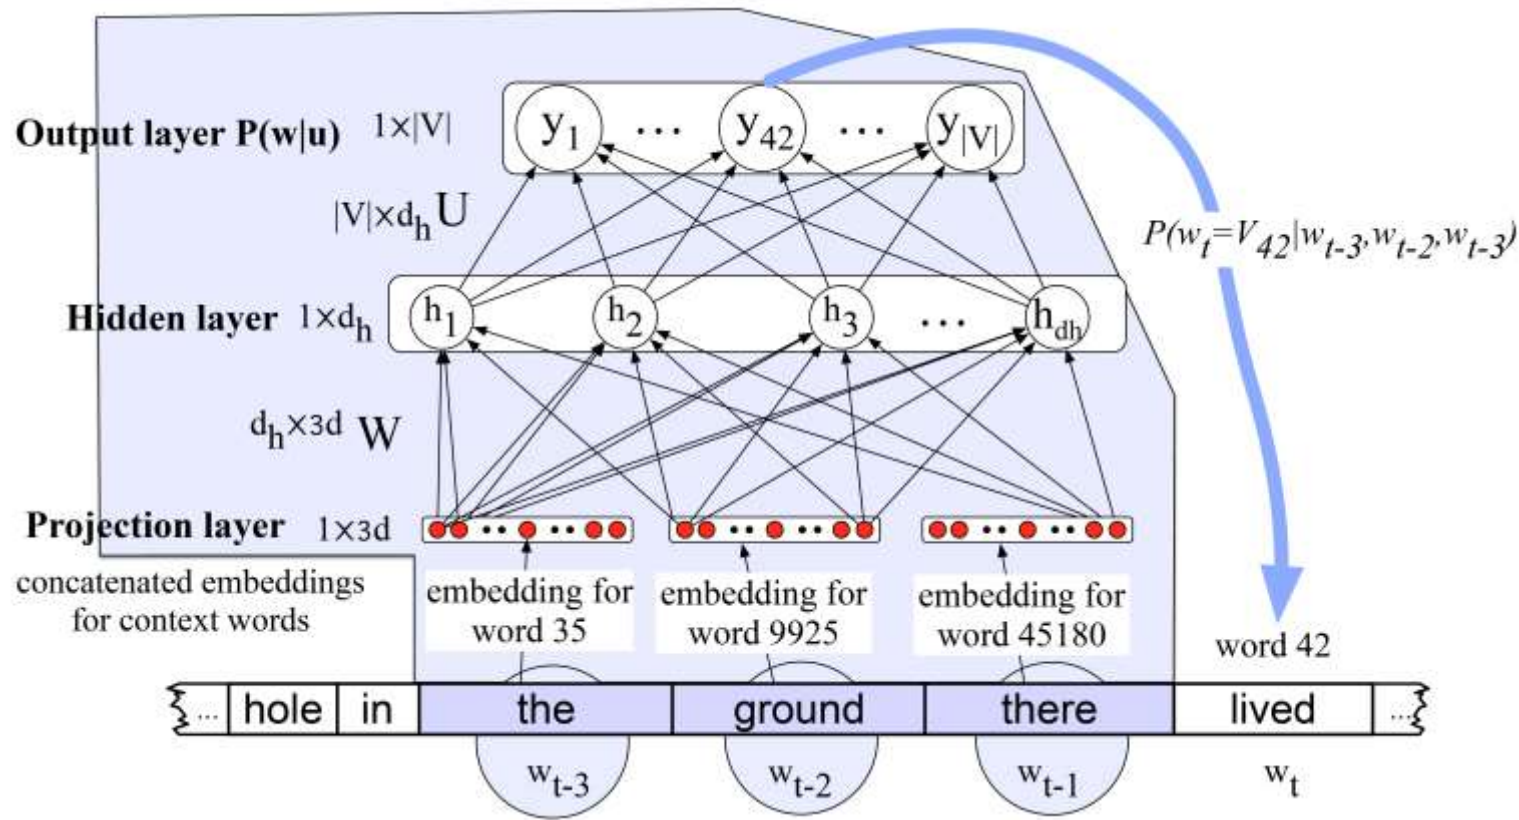 Output layer P(w|u) 1×|V|
y1 ... y42 ... y|V|
|V|×dh U
P(wt=V42|wt-3,wt-2,wt-3)
Hidden layer 1×dh
h1 h2 h3 ... hdh
dh×3d W
Projection layer 1×3d
concatenated embeddings
for context words
embedding for
word 35
embedding for
word 9925
embedding for
word 45180
word 42
... hole in the ground there lived ...
wt-3 wt-2 wt-1 wt